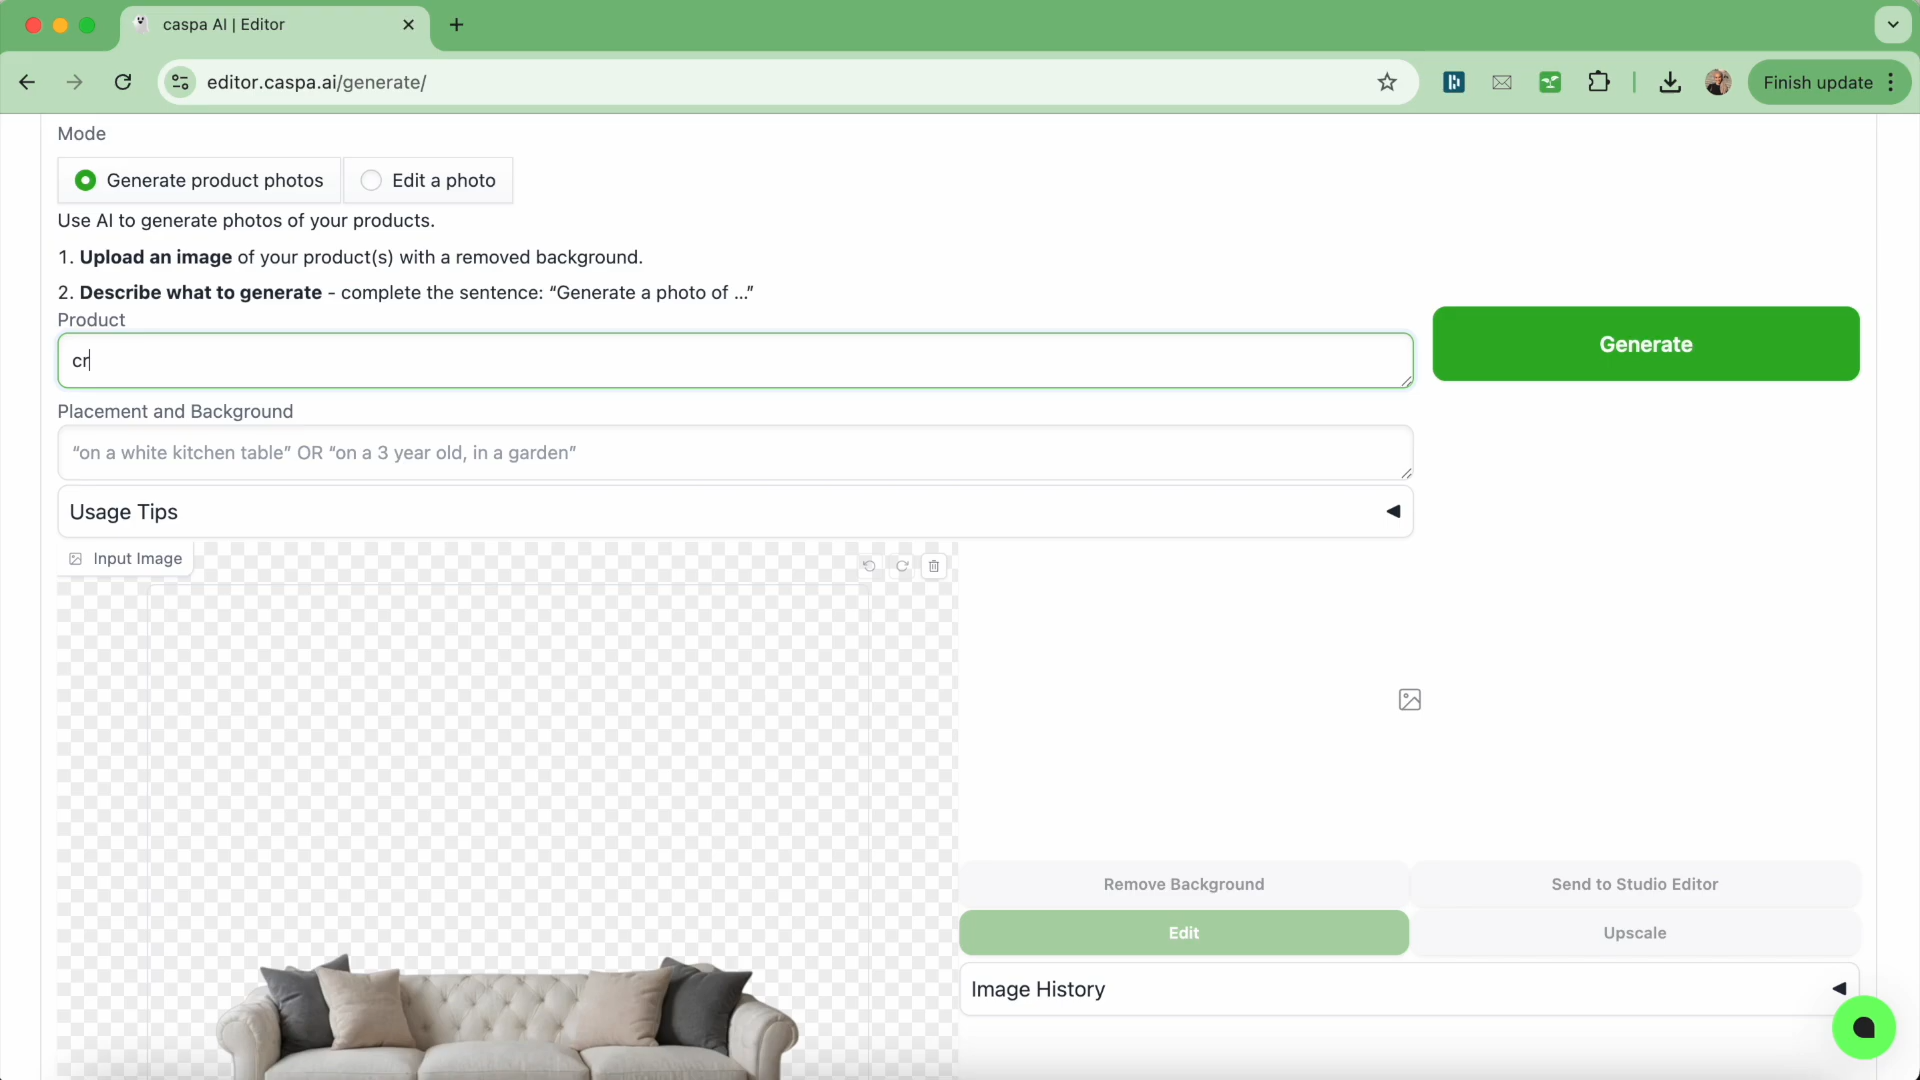 caspa AI | Editor
editor.caspa.ai/generate/
Finish update
Mode
Generate product photos
Edit a photo
Use AI to generate photos of your products.
1. Upload an image of your product(s) with a removed background.
2. Describe what to generate - complete the sentence: “Generate a photo of ...”
Product
cr
Generate
Placement and Background
“on a white kitchen table” OR “on a 3 year old, in a garden”
Usage Tips
Input Image
Remove Background
Send to Studio Editor
Edit
Upscale
Image History